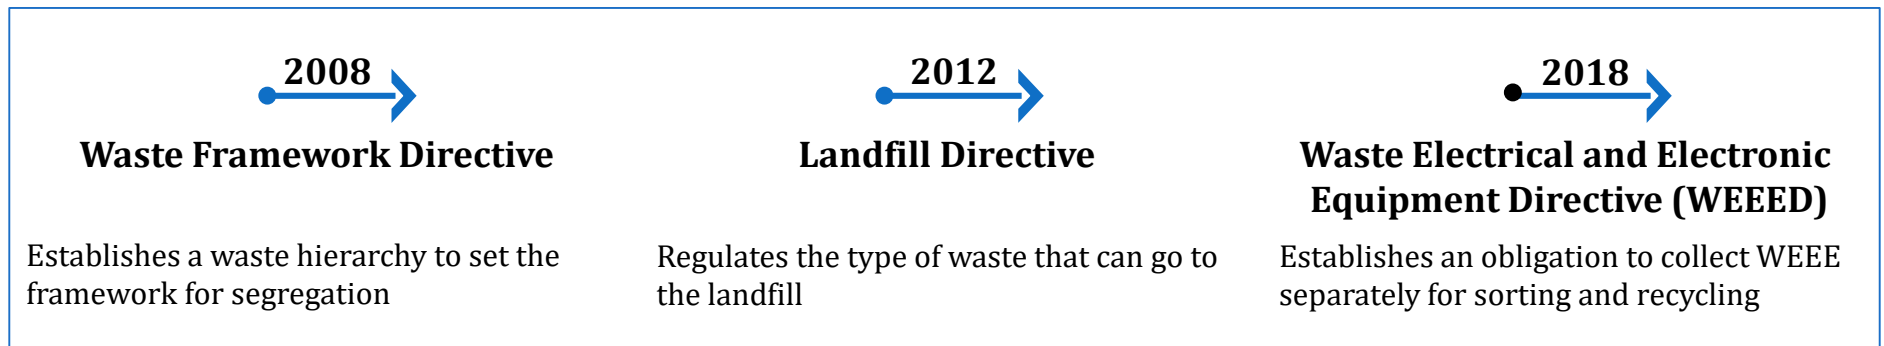 2008
Waste Framework Directive
Establishes a waste hierarchy to set the
framework for segregation
2012
Landfill Directive
Regulates the type of waste that can go to
the landfill
2018
Waste Electrical and Electronic
Equipment Directive (WEEED)
Establishes an obligation to collect WEEE
separately for sorting and recycling